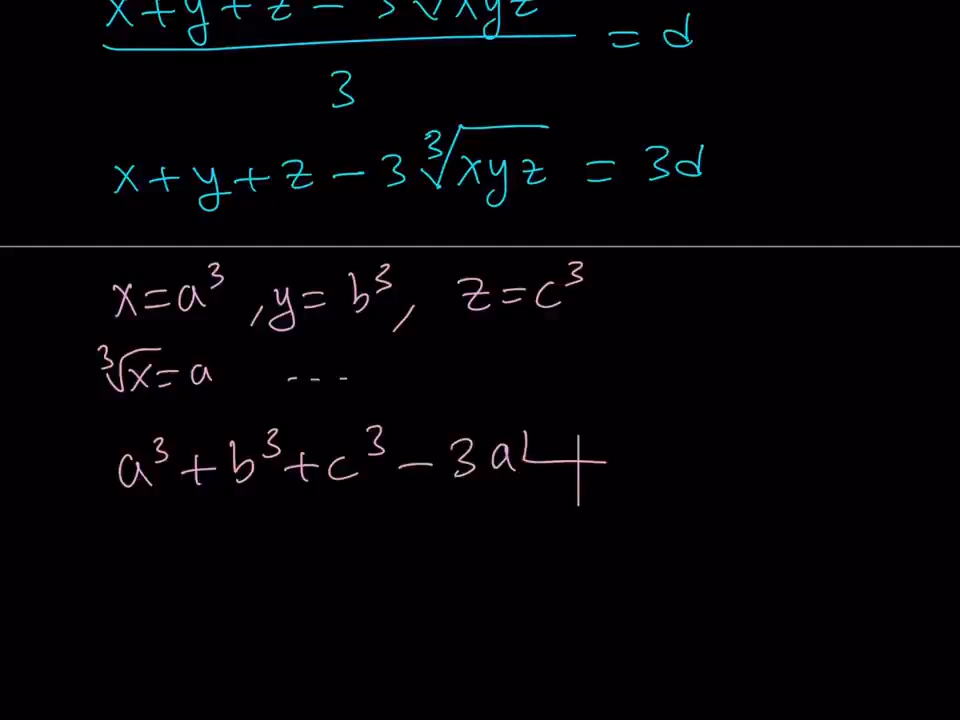 x+y+z-3∛xyz
3 = d
x+y+z-3∛xyz = 3d
x=a³, y=b³, z=c³
∛x=a ...
a³+b³+c³-3a